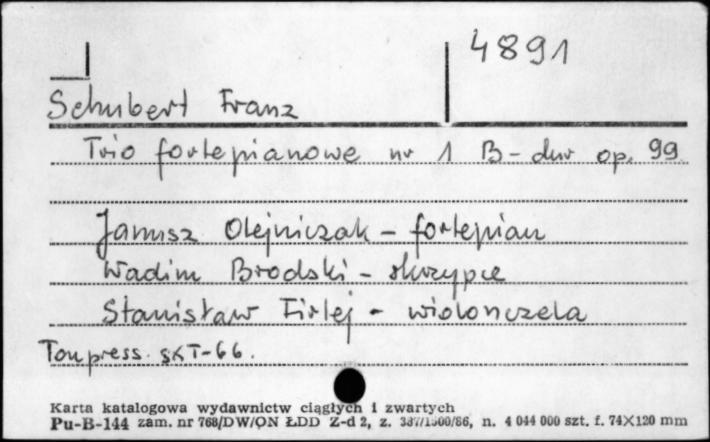 4891
Schubert Franz
Trio fortepianowe nr 1 B-dur op. 99
Janusz Olejniczak - fortepian
Wadim Brodski - skrzypce
Stanisław Firlej - wiolonczela
Tonpress SKT-66.
Karta katalogowa wydawnictw ciągłych i zwartych
Pu-B-144 zam. nr 768/DW/ON ŁDD Z-d 2, z. 387/1500/86, n. 4 044 000 szt. f. 74X120 mm